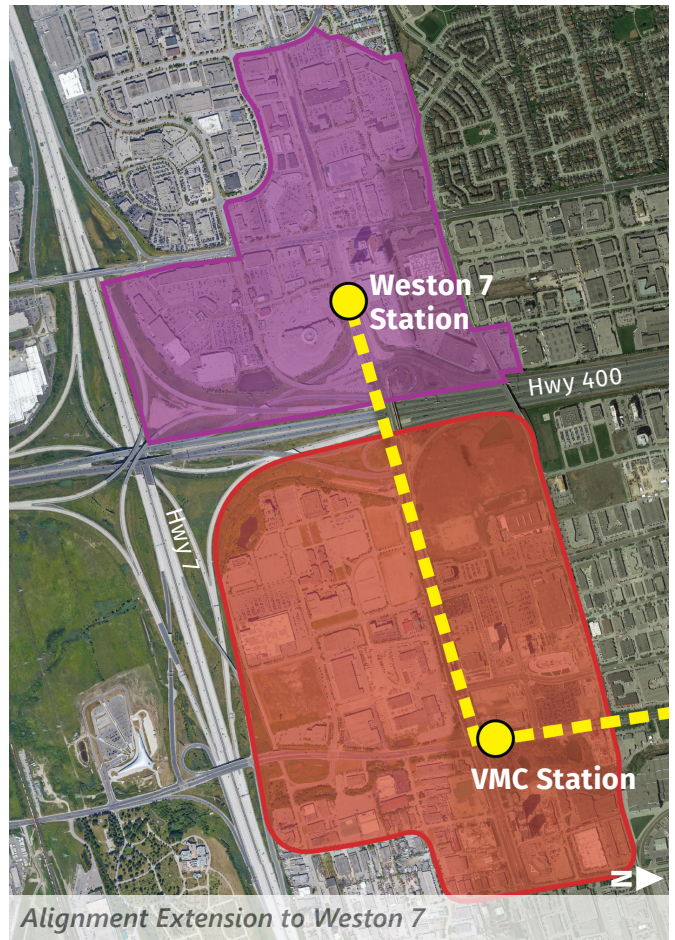 Weston 7
Station
Hwy 400
Hwy 7
VMC Station
N
Alignment Extension to Weston 7